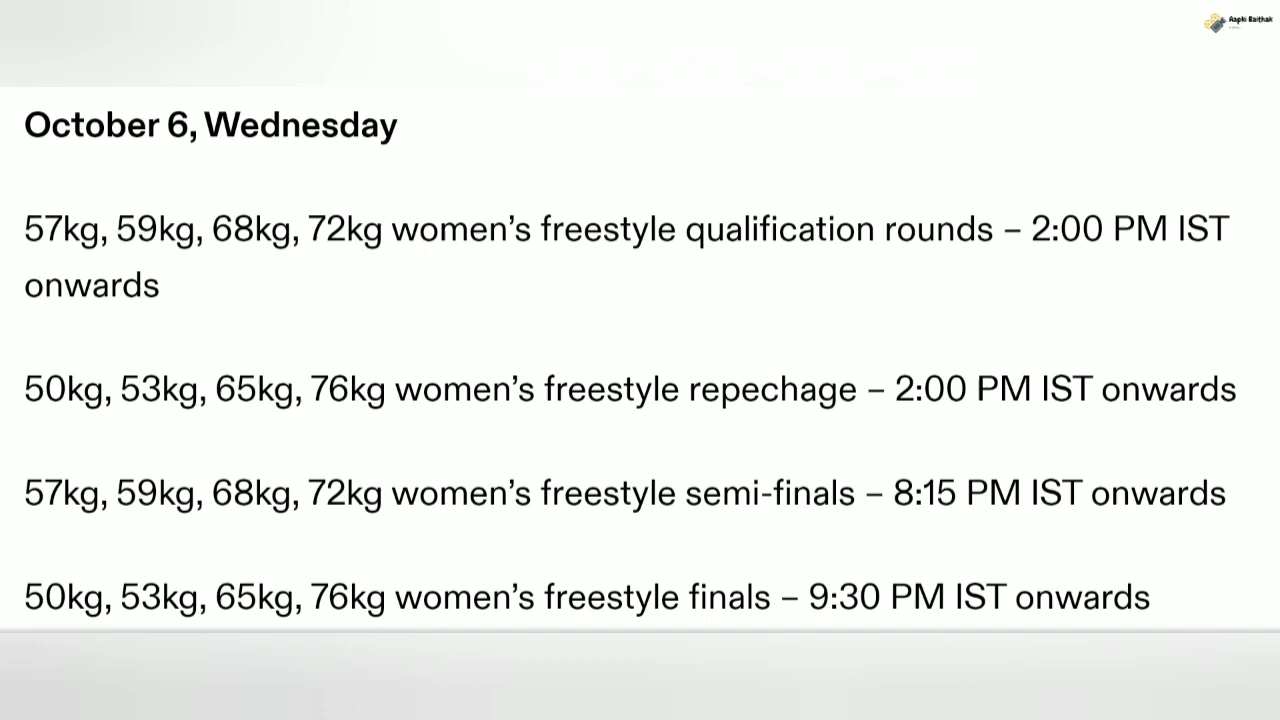 Aapki Baithak
October 6, Wednesday
57kg, 59kg, 68kg, 72kg women’s freestyle qualification rounds – 2:00 PM IST
onwards
50kg, 53kg, 65kg, 76kg women’s freestyle repechage – 2:00 PM IST onwards
57kg, 59kg, 68kg, 72kg women’s freestyle semi-finals – 8:15 PM IST onwards
50kg, 53kg, 65kg, 76kg women’s freestyle finals – 9:30 PM IST onwards